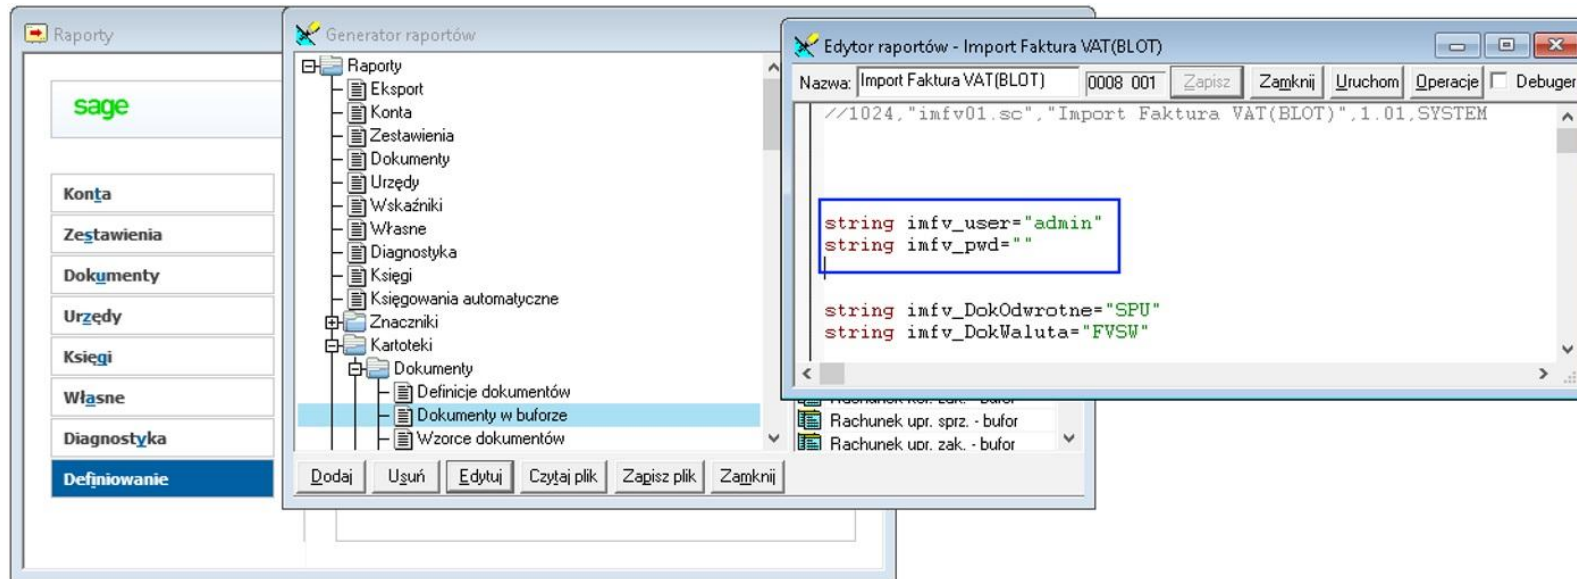 Raporty
sage
Konta
Zestawienia
Dokumenty
Urzędy
Księgi
Własne
Diagnostyka
Definiowanie
Generator raportów
Raporty
Eksport
Konta
Zestawienia
Dokumenty
Urzędy
Wskaźniki
Własne
Diagnostyka
Księgi
Księgowania automatyczne
Znaczniki
Kartoteki
Dokumenty
Definicje dokumentów
Dokumenty w buforze
Wzorce dokumentów
Dodaj Usuń Edytuj Czytaj plik Zapisz plik Zamknij
Edytor raportów - Import Faktura VAT(BLOT)
Nazwa: Import Faktura VAT(BLOT) 0008 001 Zapisz Zamknij Uruchom Operacje Debuger
//1024,"imfv01.sc","Import Faktura VAT(BLOT)",1.01,SYSTEM
string imfv_user="admin"
string imfv_pwd=""
string imfv_DokOdwrotne="SPU"
string imfv_DokWaluta="FVSW"
Rachunek kor. zak. - bufor
Rachunek upr. sprz. - bufor
Rachunek upr. zak. - bufor